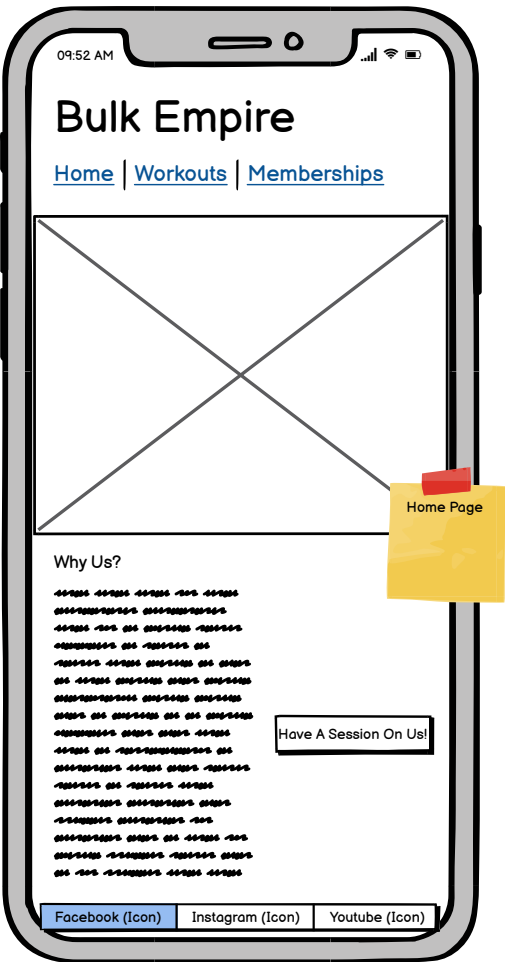 09:52 AM
Bulk Empire
Home | Workouts | Memberships
Home Page
Why Us?
Have A Session On Us!
Facebook (Icon) Instagram (Icon) Youtube (Icon)